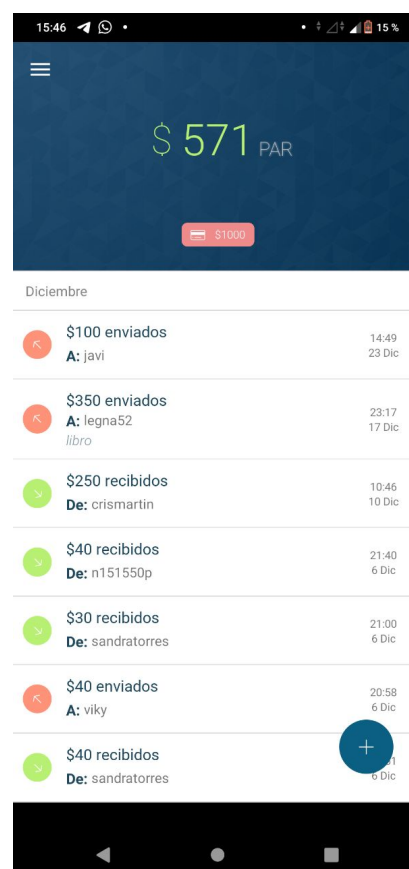 15:46
15 %
$ 571 PAR
$1000
Diciembre
$100 enviados
A: javi
14:49
23 Dic
$350 enviados
A: legna52
libro
23:17
17 Dic
$250 recibidos
De: crismartin
10:46
10 Dic
$40 recibidos
De: n151550p
21:40
6 Dic
$30 recibidos
De: sandratorres
21:00
6 Dic
$40 enviados
A: viky
20:58
6 Dic
$40 recibidos
De: sandratorres
6 Dic